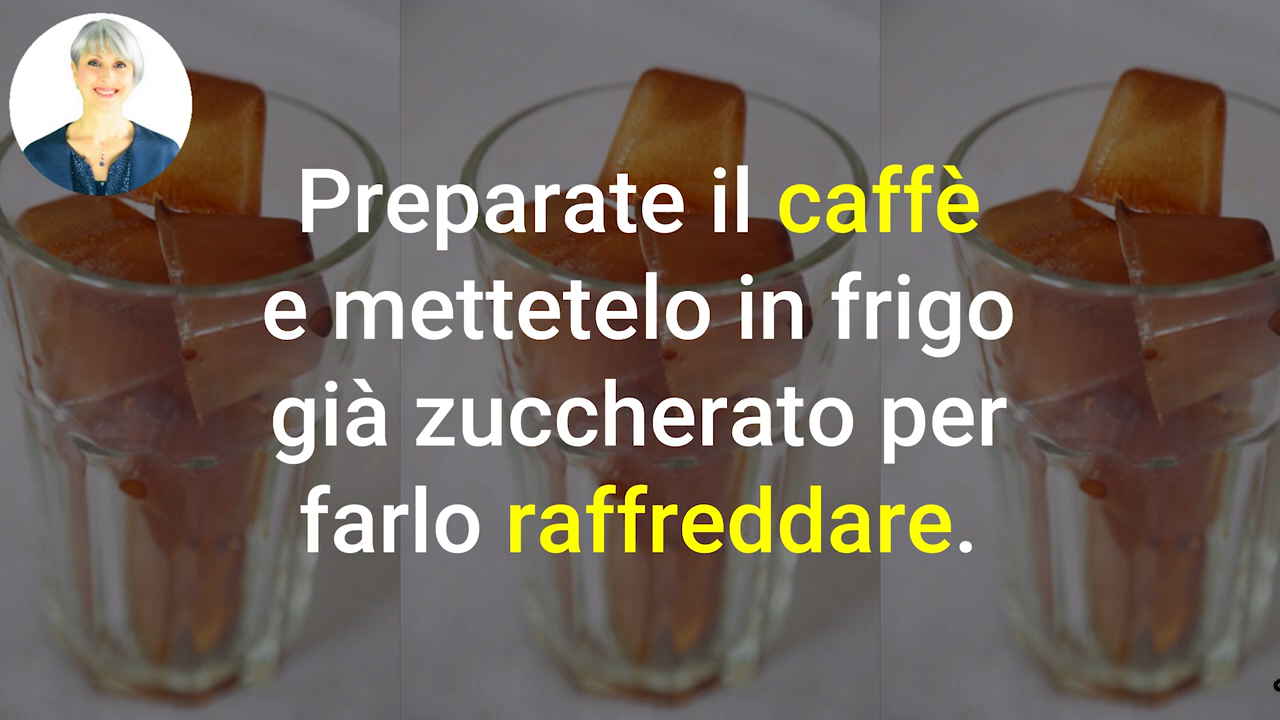 Preparate il caffè
e mettetelo in frigo
già zuccherato per
farlo raffreddare.